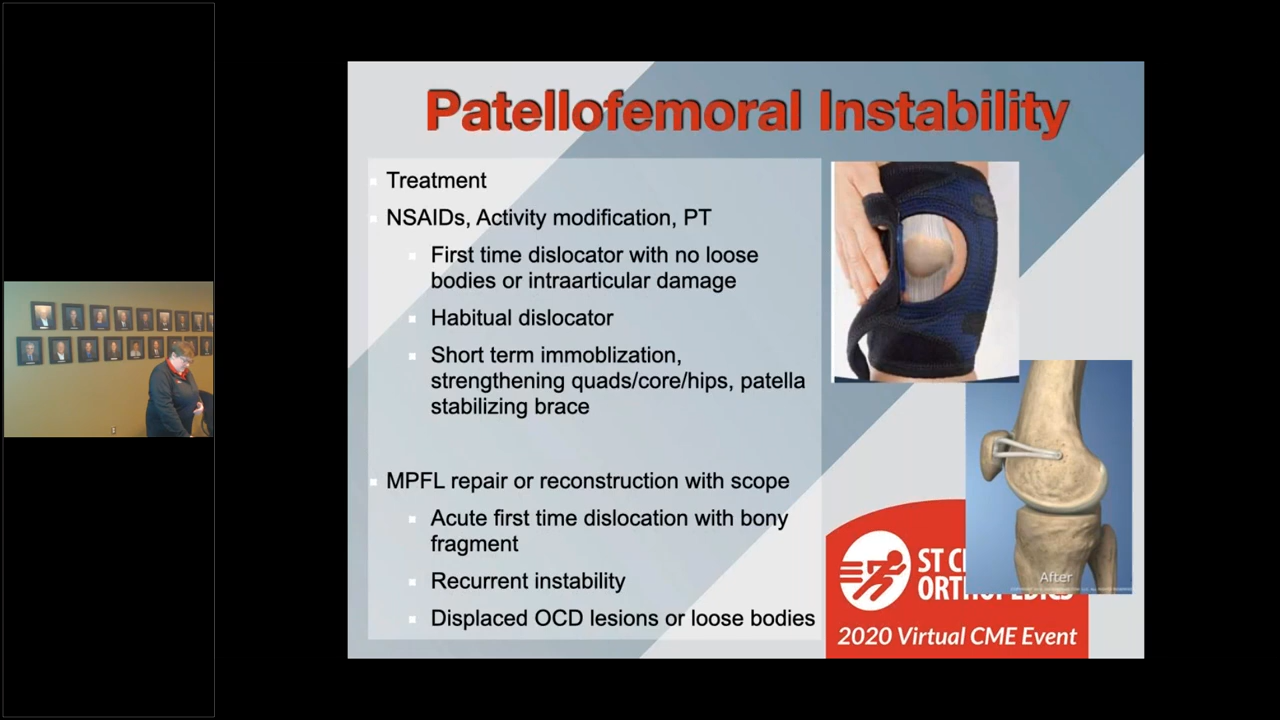 Patellofemoral Instability
Treatment
NSAIDs, Activity modification, PT
First time dislocator with no loose
bodies or intraarticular damage
Habitual dislocator
Short term immoblization,
strengthening quads/core/hips, patella
stabilizing brace
MPFL repair or reconstruction with scope
Acute first time dislocation with bony
fragment
Recurrent instability
Displaced OCD lesions or loose bodies
After
ST C
ORTHOPEDICS
2020 Virtual CME Event